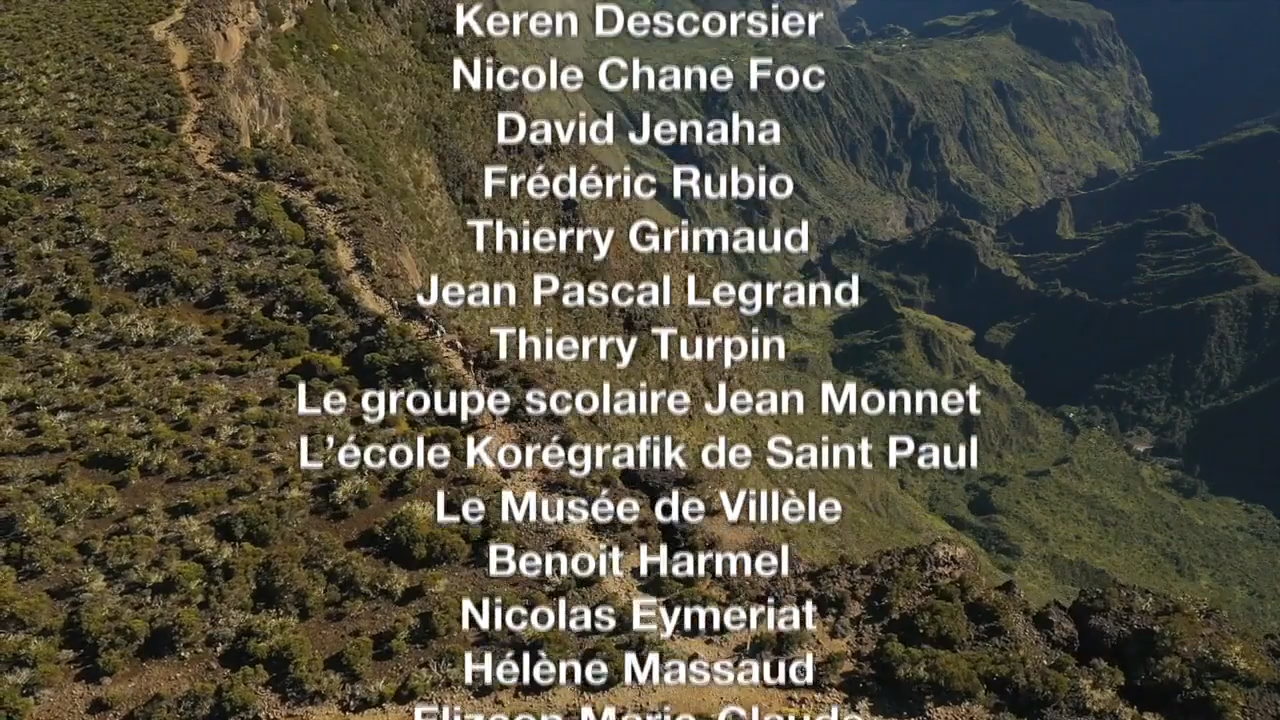 Keren Descorsier
Nicole Chane Foc
David Jenaha
Frédéric Rubio
Thierry Grimaud
Jean Pascal Legrand
Thierry Turpin
Le groupe scolaire Jean Monnet
L’école Korégrafik de Saint Paul
Le Musée de Villèle
Benoit Harmel
Nicolas Eymeriat
Hélène Massaud